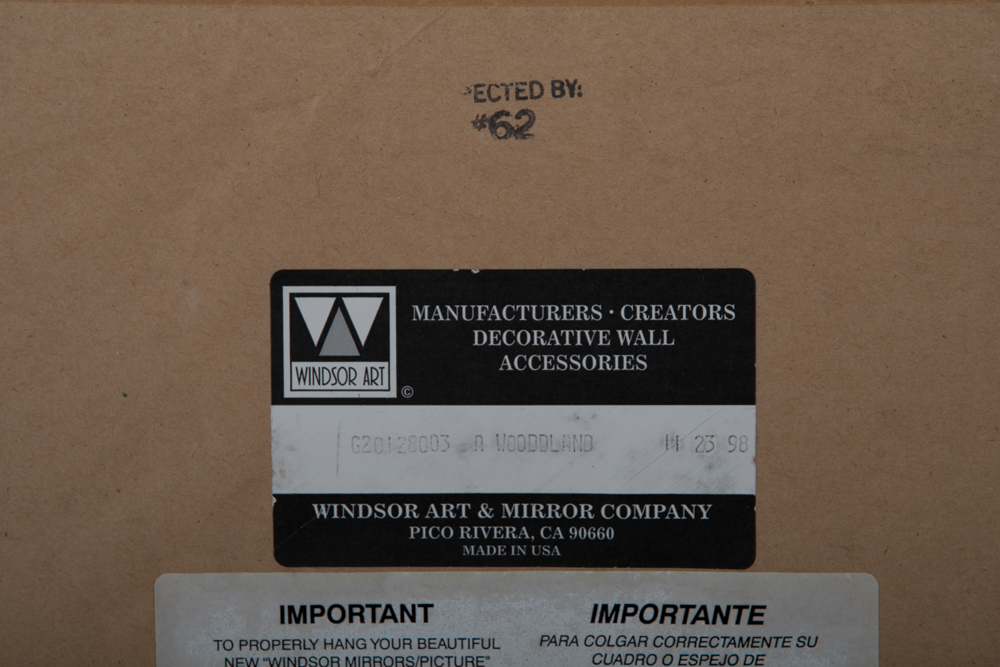 ECTED BY:
#62
MANUFACTURERS · CREATORS
DECORATIVE WALL
ACCESSORIES
WINDSOR ART
©
G20128003 A WOODDLAND 11 23 98
WINDSOR ART & MIRROR COMPANY
PICO RIVERA, CA 90660
MADE IN USA
IMPORTANT
TO PROPERLY HANG YOUR BEAUTIFUL
NEW "WINDSOR MIRRORS/PICTURE"
IMPORTANTE
PARA COLGAR CORRECTAMENTE SU
CUADRO O ESPEJO DE